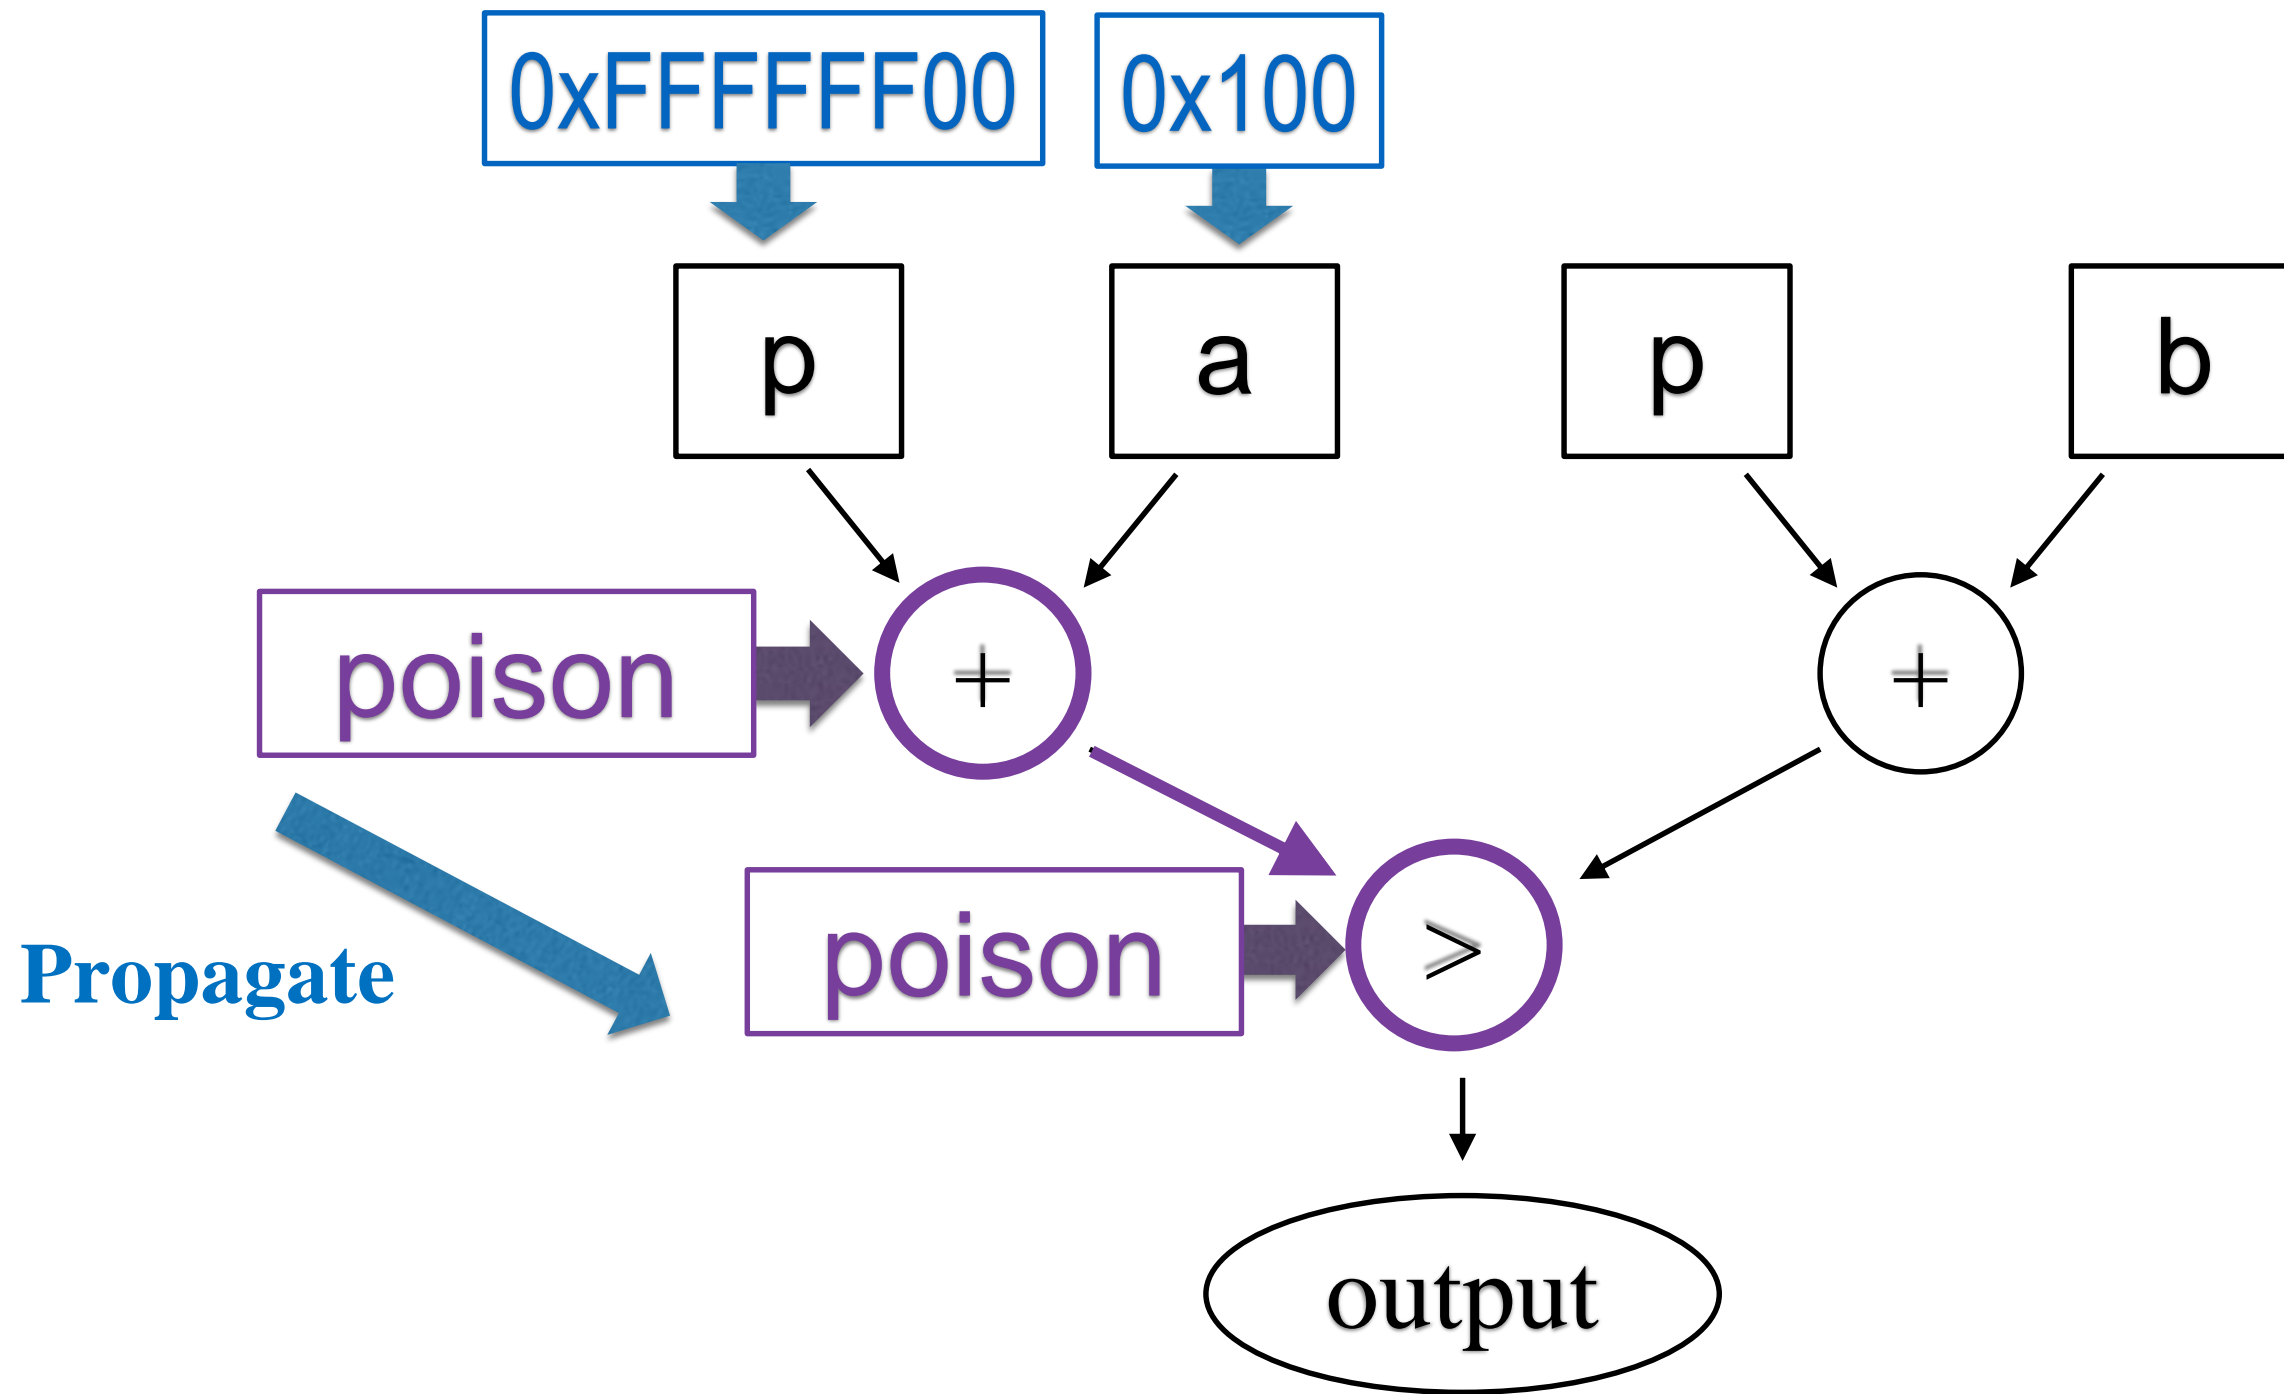 0xFFFFFF00 0x100
p a p b
poison + +
Propagate poison >
output